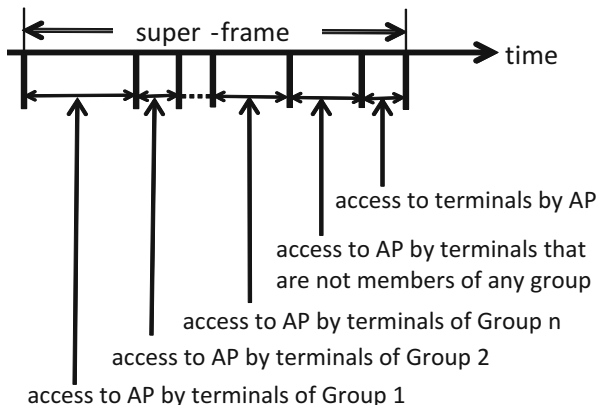 super -frame
time
access to terminals by AP
access to AP by terminals that
are not members of any group
access to AP by terminals of Group n
access to AP by terminals of Group 2
access to AP by terminals of Group 1